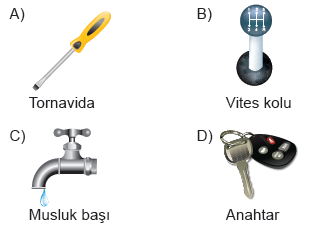 A)
Tornavida
B)
Vites kolu
C)
Musluk başı
D)
Anahtar